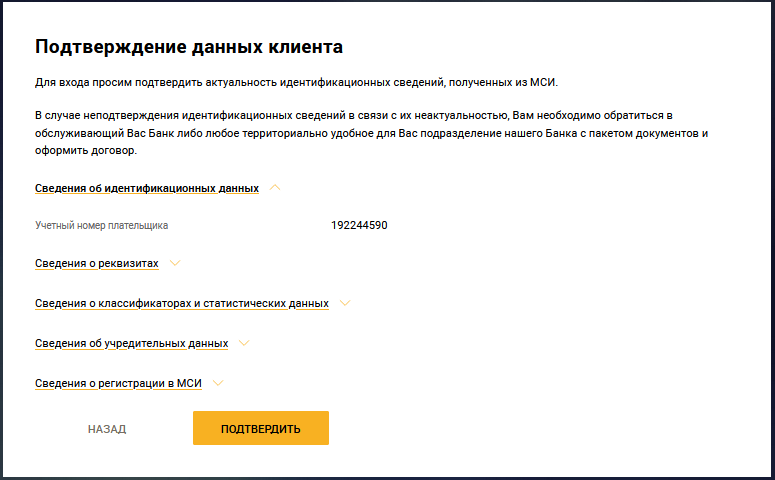 Подтверждение данных клиента
Для входа просим подтвердить актуальность идентификационных сведений, полученных из МСИ.
В случае неподтверждения идентификационных сведений в связи с их неактуальностью, Вам необходимо обратиться в
обслуживающий Вас Банк либо любое территориально удобное для Вас подразделение нашего Банка с пакетом документов и
оформить договор.
Сведения об идентификационных данных
Учетный номер плательщика 192244590
Сведения о реквизитах
Сведения о классификаторах и статистических данных
Сведения об учредительных данных
Сведения о регистрации в МСИ
НАЗАД ПОДТВЕРДИТЬ